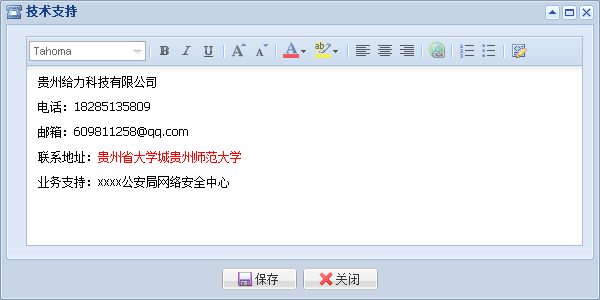 技术支持
Tahoma
B I U A A A ab
贵州给力科技有限公司
电话：18285135809
邮箱：609811258@qq.com
联系地址：贵州省大学城贵州师范大学
业务支持：xxxx公安局网络安全中心
保存 关闭